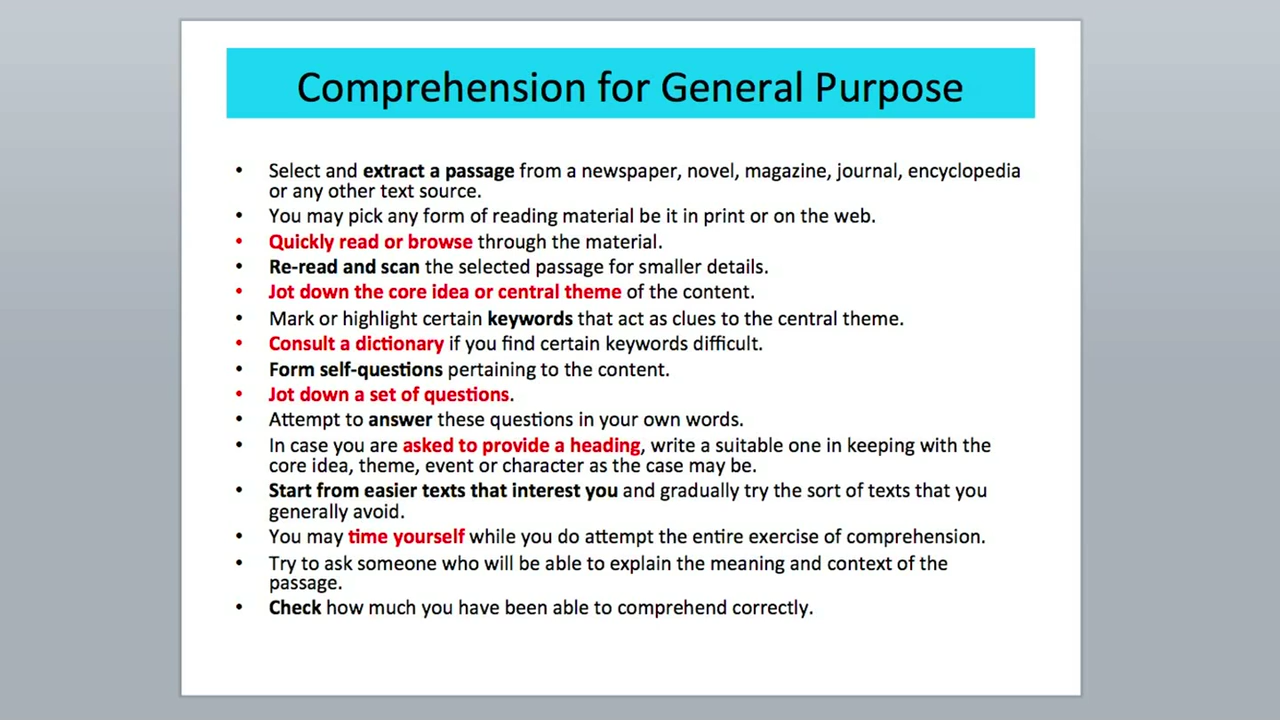 Comprehension for General Purpose
• Select and extract a passage from a newspaper, novel, magazine, journal, encyclopedia
or any other text source.
• You may pick any form of reading material be it in print or on the web.
• Quickly read or browse through the material.
• Re-read and scan the selected passage for smaller details.
• Jot down the core idea or central theme of the content.
• Mark or highlight certain keywords that act as clues to the central theme.
• Consult a dictionary if you find certain keywords difficult.
• Form self-questions pertaining to the content.
• Jot down a set of questions.
• Attempt to answer these questions in your own words.
• In case you are asked to provide a heading, write a suitable one in keeping with the
core idea, theme, event or character as the case may be.
• Start from easier texts that interest you and gradually try the sort of texts that you
generally avoid.
• You may time yourself while you do attempt the entire exercise of comprehension.
• Try to ask someone who will be able to explain the meaning and context of the
passage.
• Check how much you have been able to comprehend correctly.